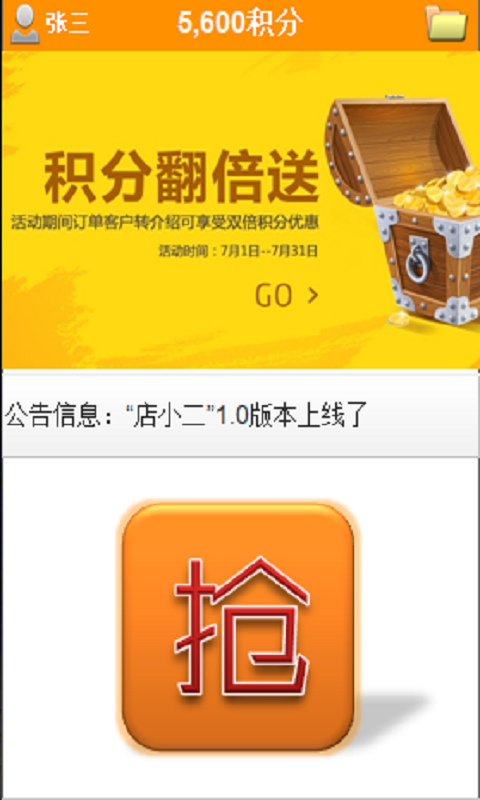 张三
5,600积分
积分翻倍送
活动期间订单客户转介绍可享受双倍积分优惠
活动时间：7月1日--7月31日
GO >
公告信息：“店小二”1.0版本上线了
抢